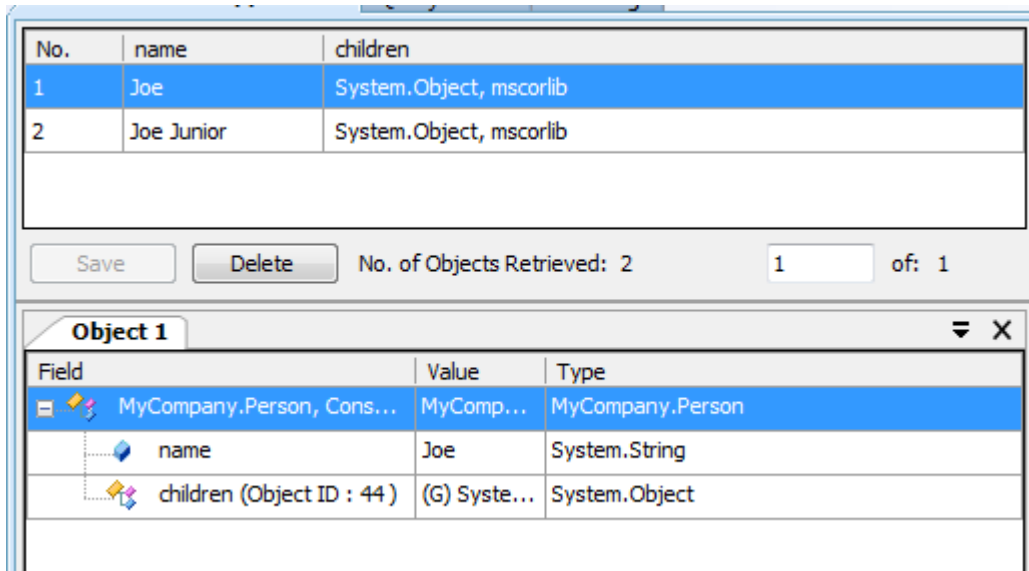 No. name children
1 Joe System.Object, mscorlib
2 Joe Junior System.Object, mscorlib
Save Delete No. of Objects Retrieved: 2 1 of: 1
Object 1
Field Value Type
MyCompany.Person, Cons... MyComp... MyCompany.Person
name Joe System.String
children (Object ID : 44 ) (G) Syste... System.Object